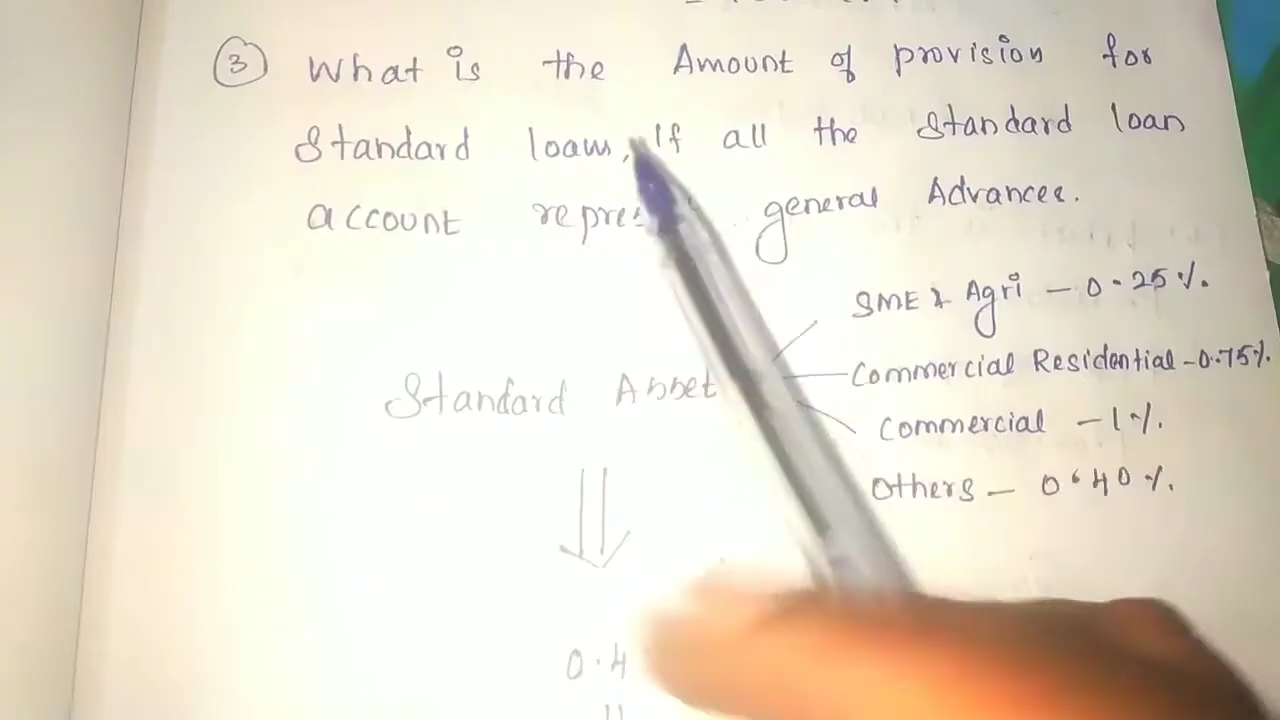 3 What is the Amount of provision for
Standard loans, If all the Standard loan
account general Advances.
SME & Agri - 0.25%.
Standard Asset
Commercial Residential - 0.75%.
Commercial - 1%.
Others - 0.40%.
0.4